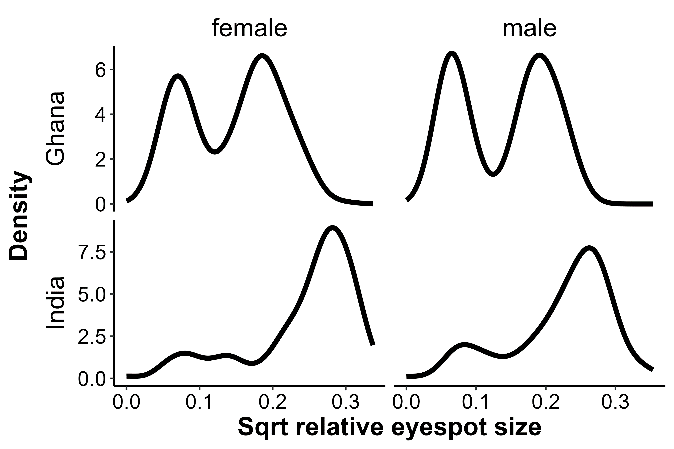 female male
Ghana
6
4
2
0
India
7.5
5.0
2.5
0.0
Density
0.0 0.1 0.2 0.3 0.0 0.1 0.2 0.3
Sqrt relative eyespot size